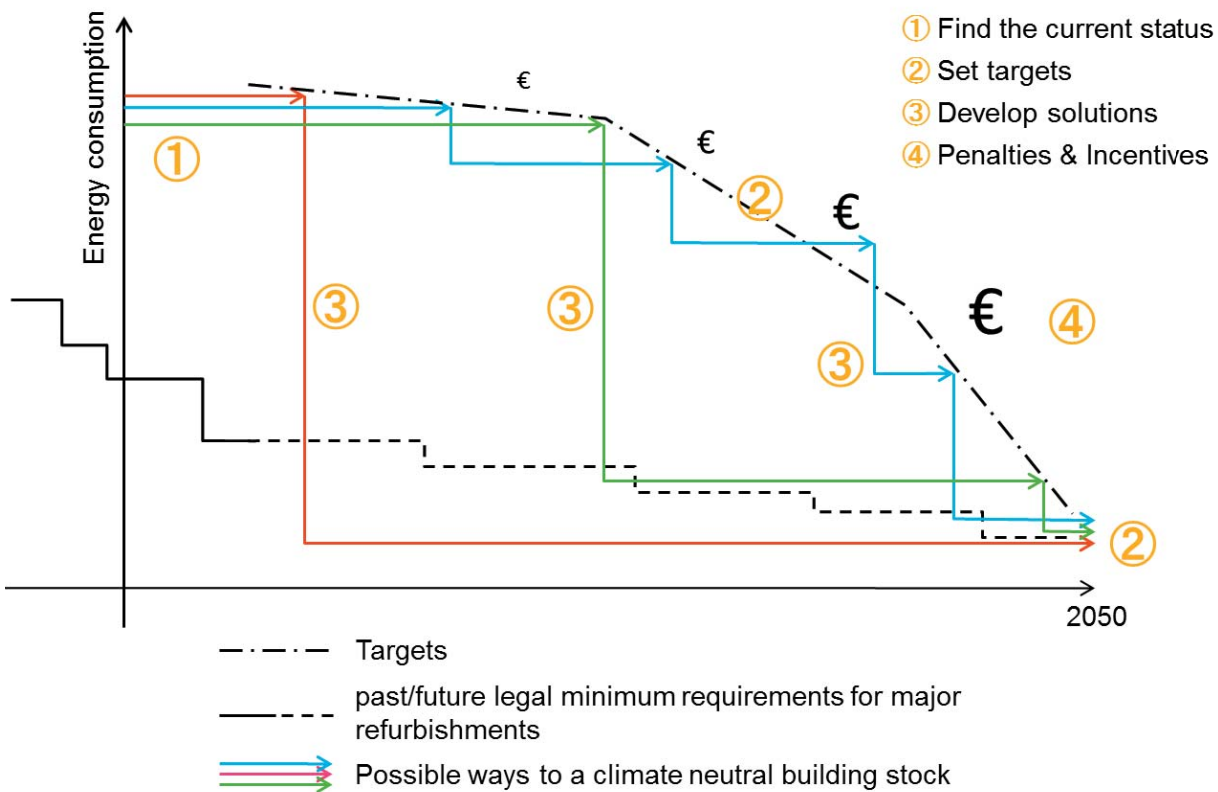 Energy consumption
① Find the current status
② Set targets
③ Develop solutions
④ Penalties & Incentives
€
€
①
②
€
③
③
€
④
③
②
2050
Targets
past/future legal minimum requirements for major
refurbishments
Possible ways to a climate neutral building stock